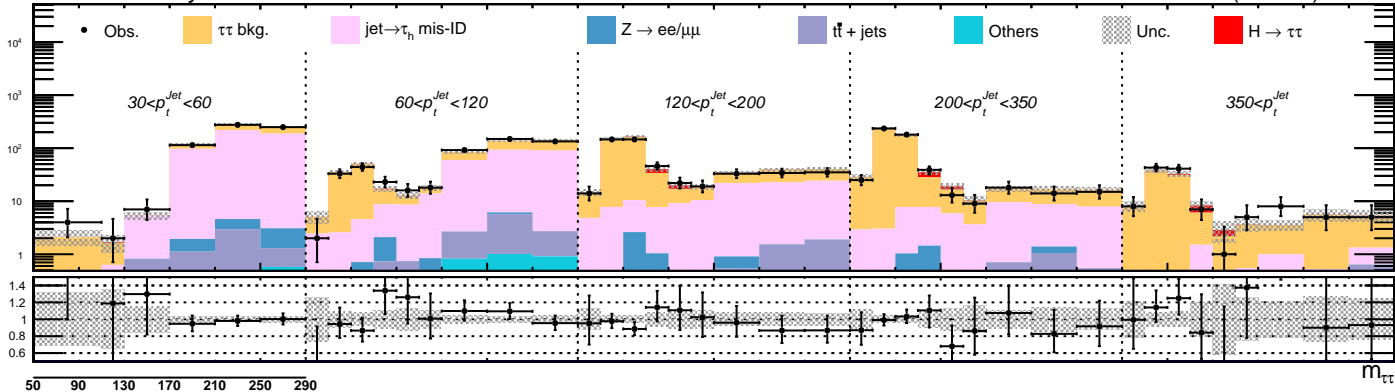 Obs. ττ bkg. jet→τ_h mis-ID Z → ee/μμ tt̄ + jets Others Unc. H → ττ
10⁴
10³
30<p_t^Jet<60 60<p_t^Jet<120 120<p_t^Jet<200 200<p_t^Jet<350 350<p_t^Jet
10²
10
1
1.4
1.2
1
0.8
0.6
m_ττ
50 90 130 170 210 250 290